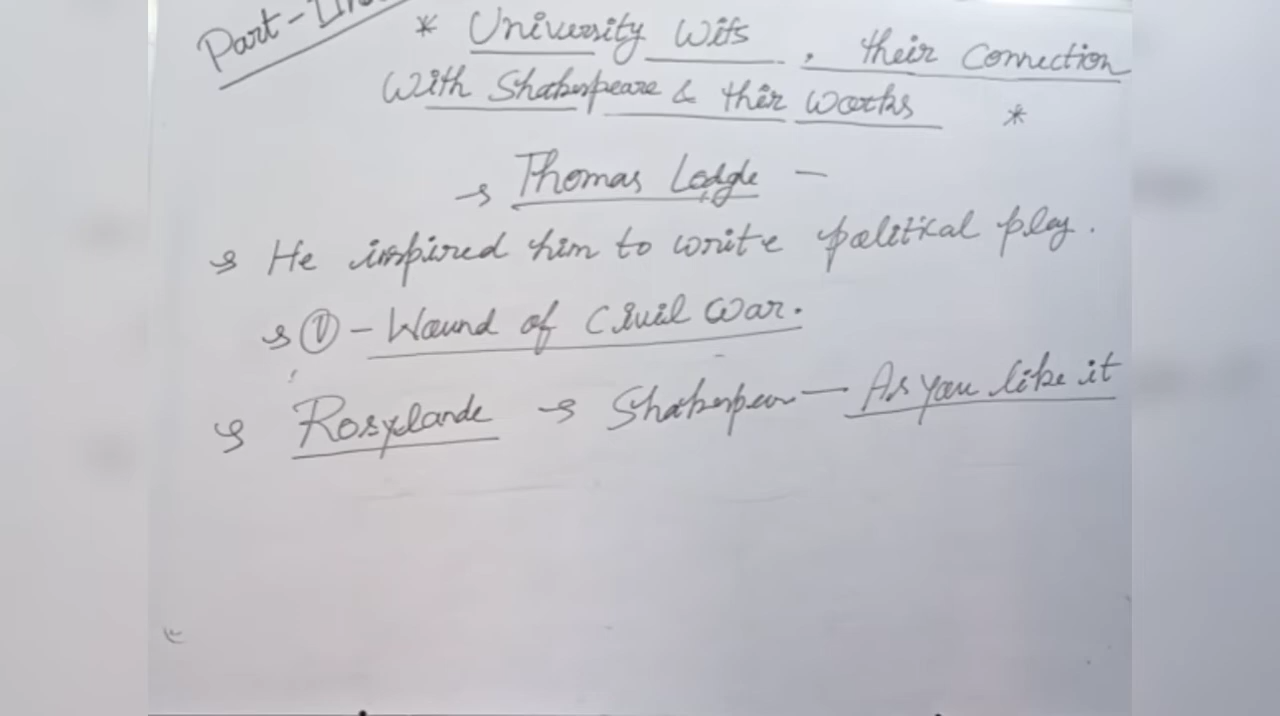 Part-
* University Wits, their Connection
With Shakespeare & their Works *
→ Thomas Lodge –
→ He inspired him to write political play.
→ ① – Wound of Civil War.
→ Rosylande → Shakespear — As you like it